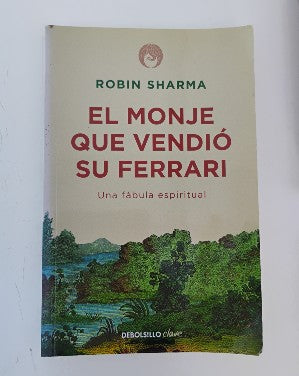 ROBIN SHARMA
EL MONJE
QUE VENDIÓ
SU FERRARI
Una fábula espiritual
DEBOLSILLO clave